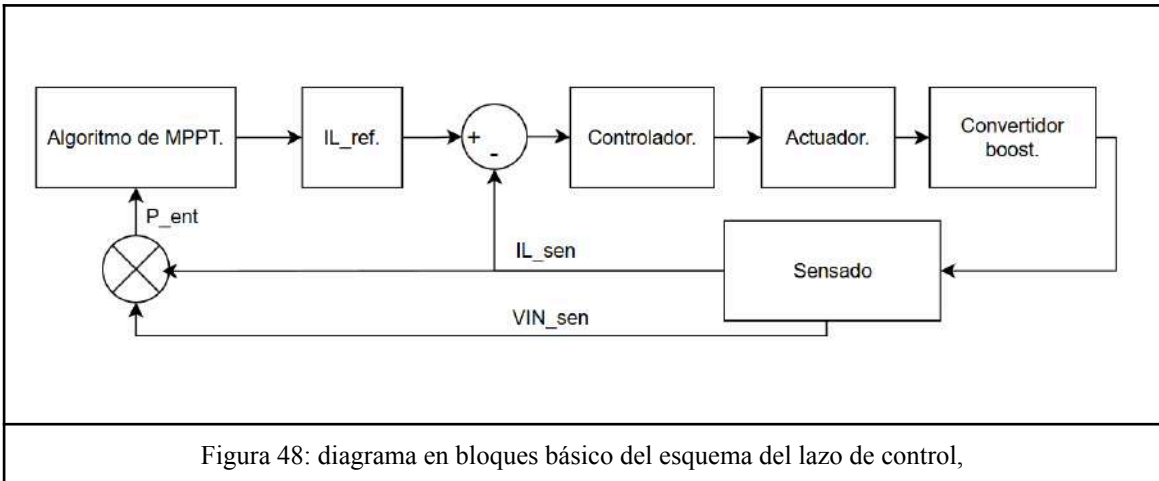 Algoritmo de MPPT.
IL_ref.
+
-
Controlador.
Actuador.
Convertidor
boost.
P_ent
IL_sen
Sensado
VIN_sen
Figura 48: diagrama en bloques básico del esquema del lazo de control,